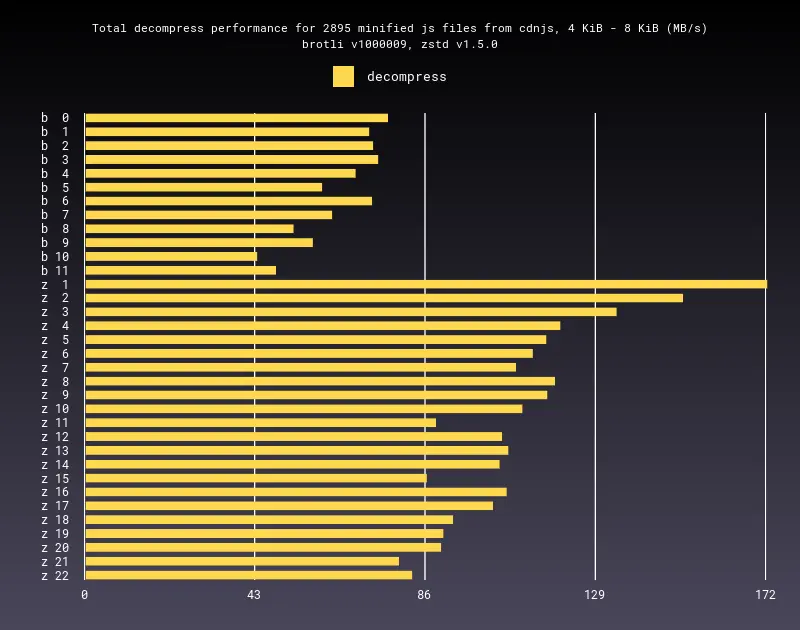 Total decompress performance for 2895 minified js files from cdnjs, 4 KiB - 8 KiB (MB/s)
brotli v1000009, zstd v1.5.0
decompress
b 0
b 1
b 2
b 3
b 4
b 5
b 6
b 7
b 8
b 9
b 10
b 11
z 1
z 2
z 3
z 4
z 5
z 6
z 7
z 8
z 9
z 10
z 11
z 12
z 13
z 14
z 15
z 16
z 17
z 18
z 19
z 20
z 21
z 22
0 43 86 129 172